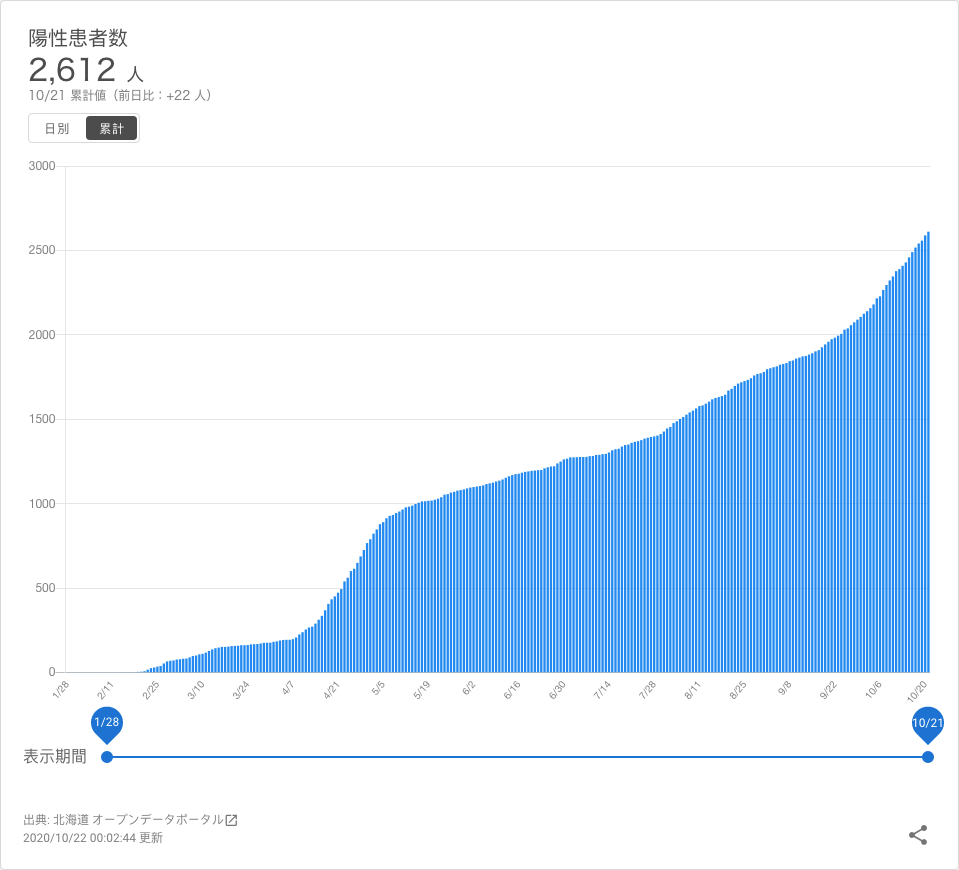 陽性患者数
2,612 人
10/21 累計値（前日比：+22 人）
日別 累計
3000
2500
2000
1500
1000
500
0
1/28 2/11 2/25 3/10 3/24 4/7 4/21 5/5 5/19 6/2 6/16 6/30 7/14 7/28 8/11 8/25 9/8 9/22 10/6 10/20
1/28 10/21
表示期間
出典: 北海道 オープンデータポータル
2020/10/22 00:02:44 更新